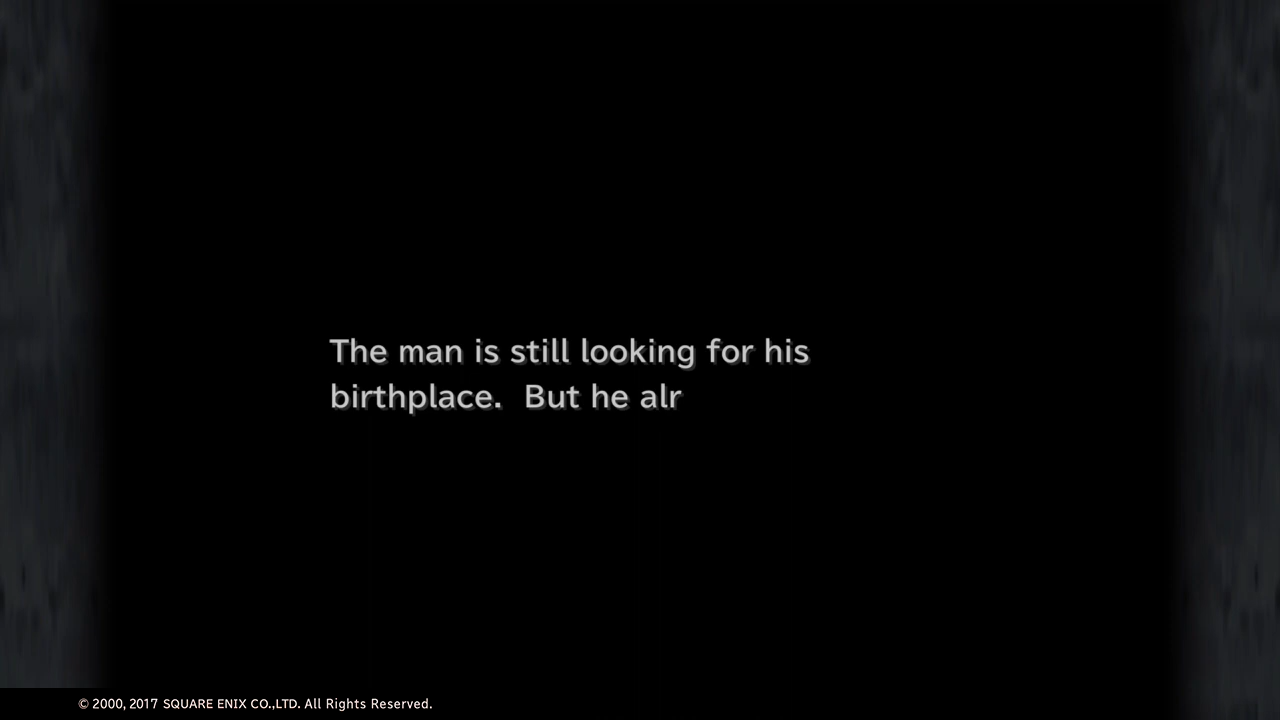 The man is still looking for his
birthplace.  But he alr
© 2000, 2017 SQUARE ENIX CO.,LTD. All Rights Reserved.